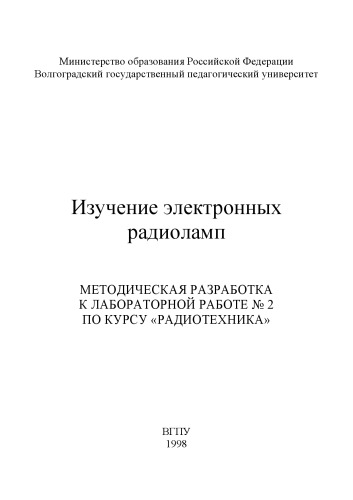 Министерство образования Российской Федерации
Волгоградский государственный педагогический университет
Изучение электронных
радиоламп
МЕТОДИЧЕСКАЯ РАЗРАБОТКА
К ЛАБОРАТОРНОЙ РАБОТЕ № 2
ПО КУРСУ «РАДИОТЕХНИКА»
ВГПУ
1998